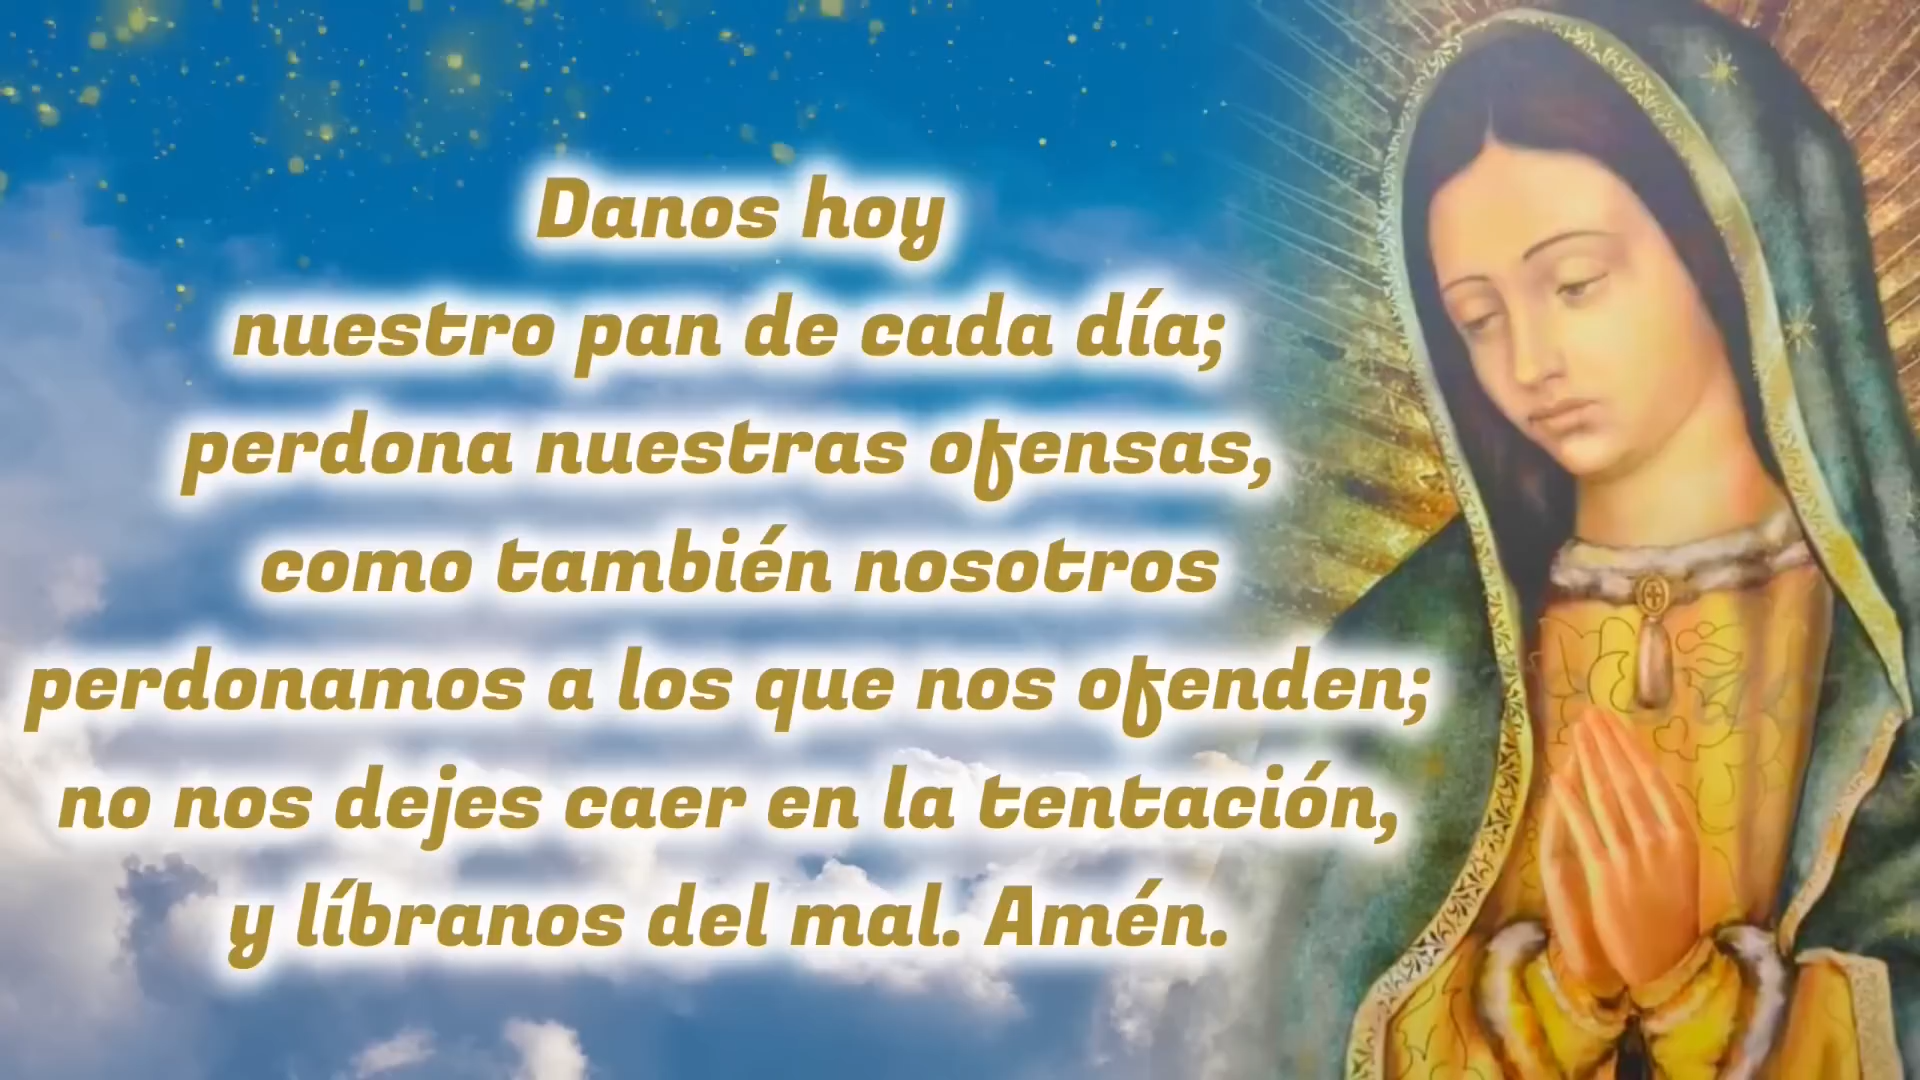 Danos hoy
nuestro pan de cada día;
perdona nuestras ofensas,
como también nosotros
perdonamos a los que nos ofenden;
no nos dejes caer en la tentación,
y líbranos del mal. Amén.